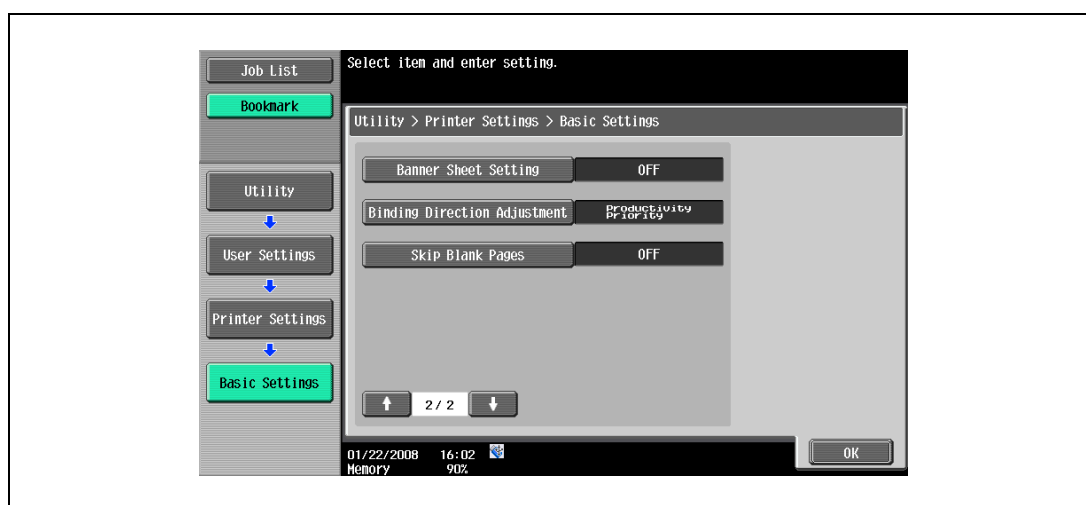 Job List
Bookmark
Select item and enter setting.
Utility > Printer Settings > Basic Settings
Utility
User Settings
Printer Settings
Basic Settings
Banner Sheet Setting OFF
Binding Direction Adjustment Productivity
Priority
Skip Blank Pages OFF
2/ 2
01/22/2008 16:02
Memory 90%
OK